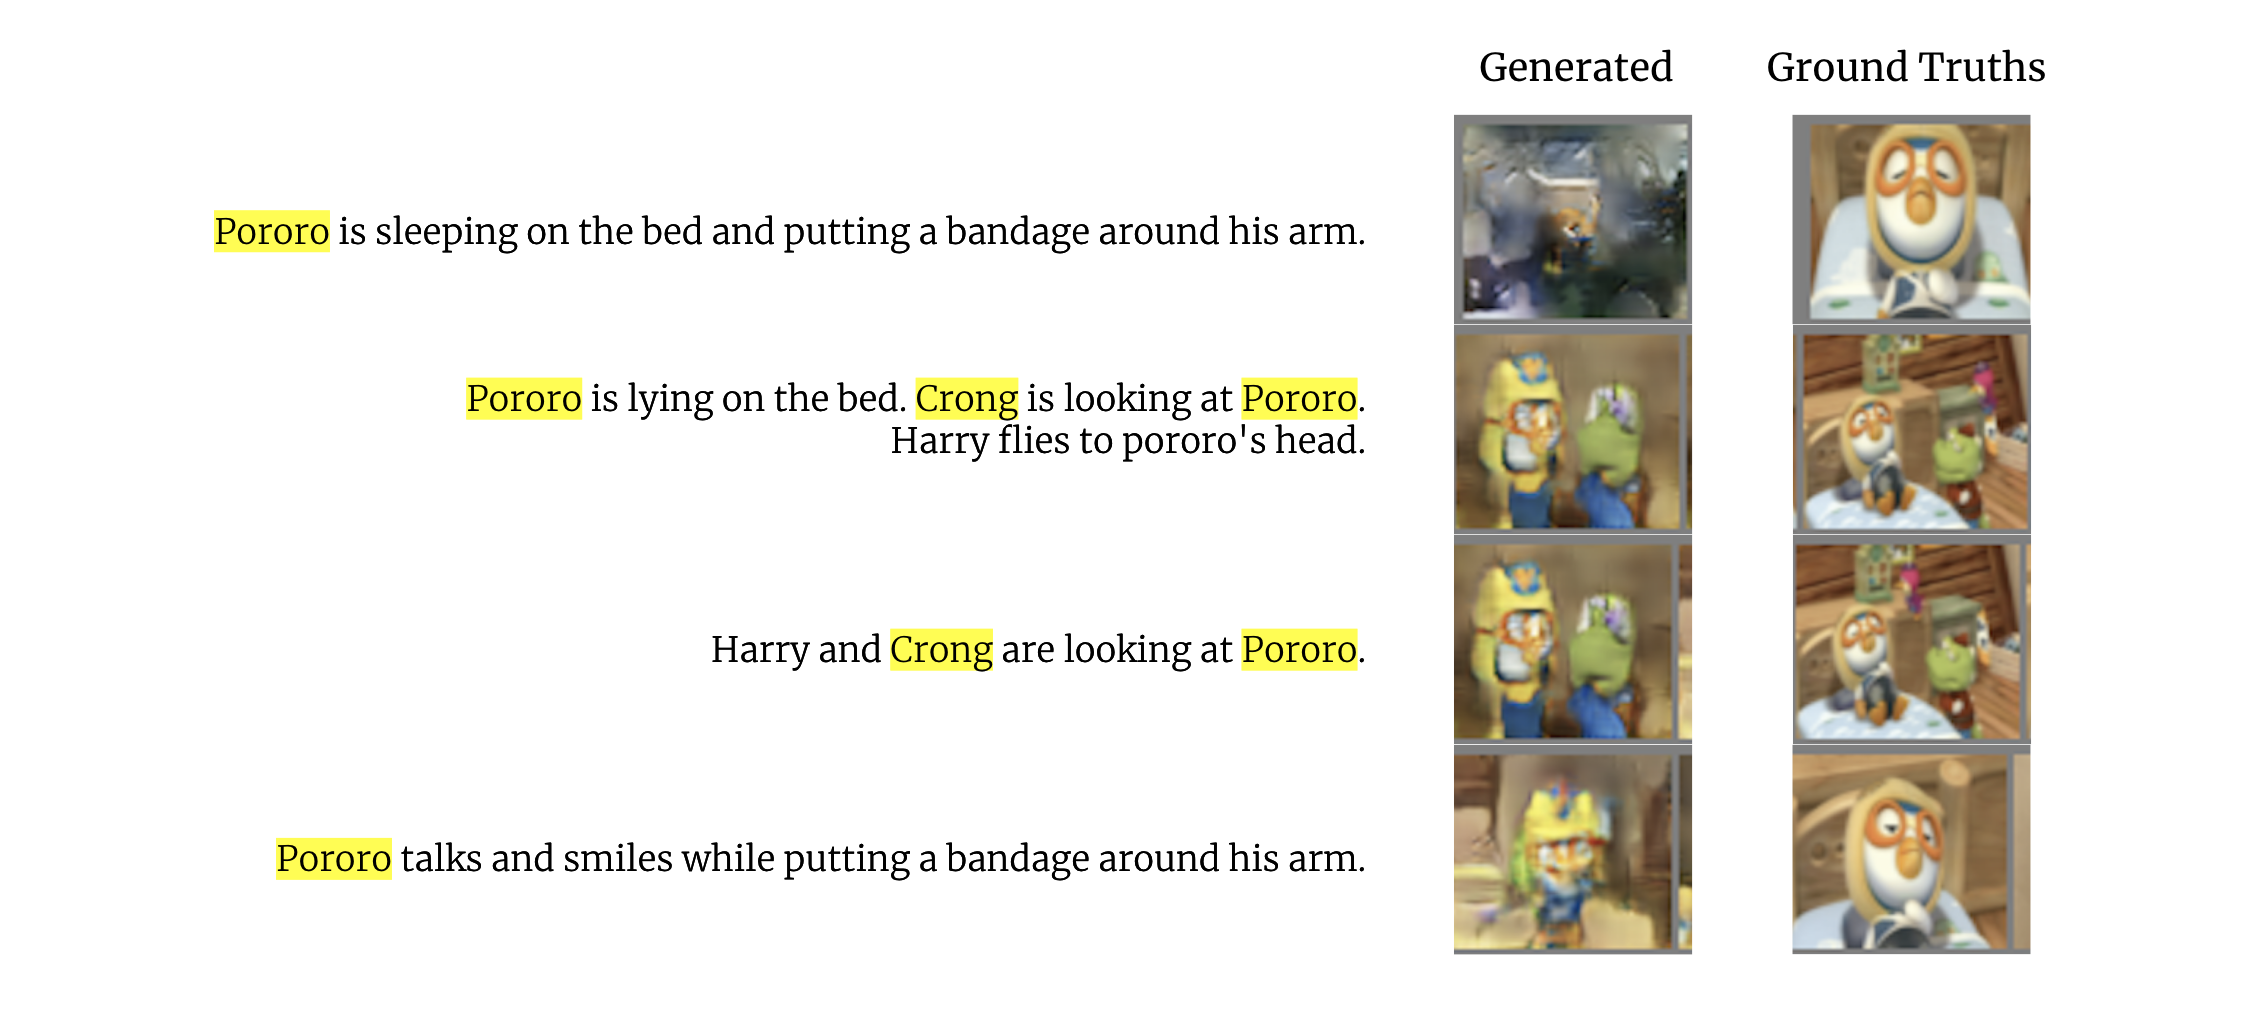 Generated
Ground Truths
Pororo is sleeping on the bed and putting a bandage around his arm.
Pororo is lying on the bed. Crong is looking at Pororo.
Harry flies to pororo's head.
Harry and Crong are looking at Pororo.
Pororo talks and smiles while putting a bandage around his arm.